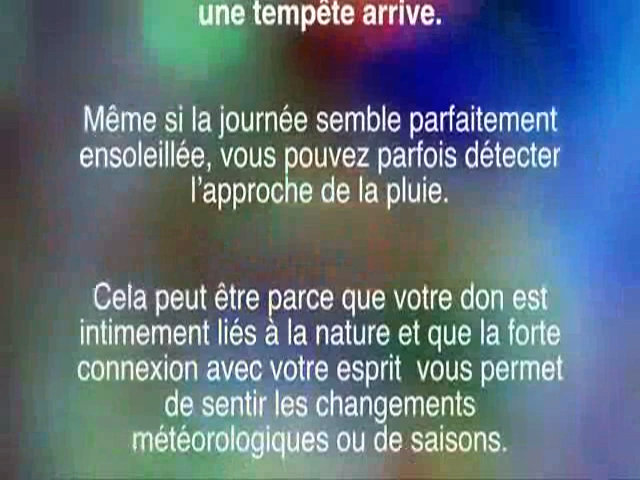 une tempête arrive.
Même si la journée semble parfaitement
ensoleillée, vous pouvez parfois détecter
l'approche de la pluie.
Cela peut être parce que votre don est
intimement liés à la nature et que la forte
connexion avec votre esprit vous permet
de sentir les changements
météorologiques ou de saisons.